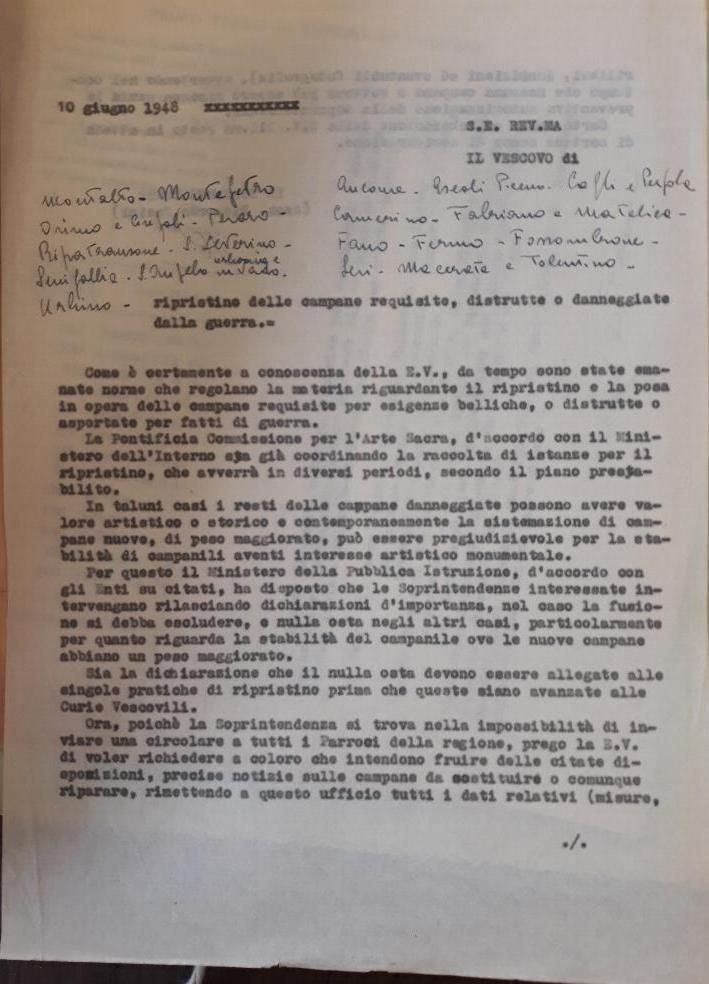 10 giugno 1948 xxxxxxxxxxx
S.E. REV.MA
IL VESCOVO di
Ancona - Ascoli Piceno - Cagli e Pergola
Camerino - Fabriano e Matelica -
Fano - Fermo - Fossombrone -
Iesi - Macerata e Tolentino -
Montalto - Montefeltro
Osimo e Cingoli - Pesaro -
Ripatransone - S. Severino -
Senigallia - S. Angelo in Vado.
urbania e
Urbino -
ripristino delle campane requisite, distrutte o danneggiate
dalla guerra.=
Come è certamente a conoscenza della E.V., da tempo sono state ema-
nate norme che regolano la materia riguardante il ripristino e la posa
in opera delle campane requisite per esigenze belliche, o distrutte o
asportate per fatti di guerra.
La Pontificia Commissione per l'Arte Sacra, d'accordo con il Mini-
stero dell'Interno sta già coordinando la raccolta di istanze per il
ripristino, che avverrà in diversi periodi, secondo il piano presta-
bilito.
In taluni casi i resti delle campane danneggiate possono avere va-
lore artistico o storico e contemporaneamente la sistemazione di cam-
pane nuove, di peso maggiorato, può essere pregiudizievole per la sta-
bilità di campanili aventi interesse artistico monumentale.
Per questo il Ministero della Pubblica Istruzione, d'accordo con
gli Enti su citati, ha disposto che le Soprintendenze interessate in-
tervengano rilasciando dichiarazioni d'importanza, nel caso la fusio-
ne si debba escludere, e nulla osta negli altri casi, particolarmente
per quanto riguarda la stabilità del campanile ove le nuove campane
abbiano un peso maggiorato.
Sia la dichiarazione che il nulla osta devono essere allegate alle
singole pratiche di ripristino prima che queste siano avanzate alle
Curie Vescovili.
Ora, poichè la Soprintendenza si trova nella impossibilità di in-
viare una circolare a tutti i Parroci della regione, prego la E.V.
di voler richiedere a coloro che intendono fruire delle citate di-
sposizioni, precise notizie sulle campane da sostituire o comunque
riparare, rimettendo a questo ufficio tutti i dati relativi (misure,
./.